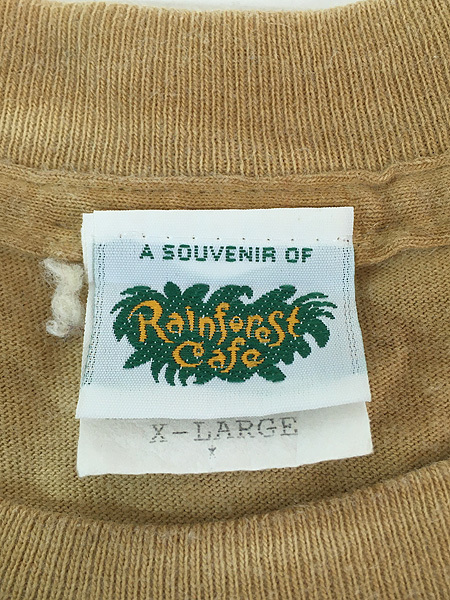 A SOUVENIR OF
Rainforest
Cafe
X-LARGE